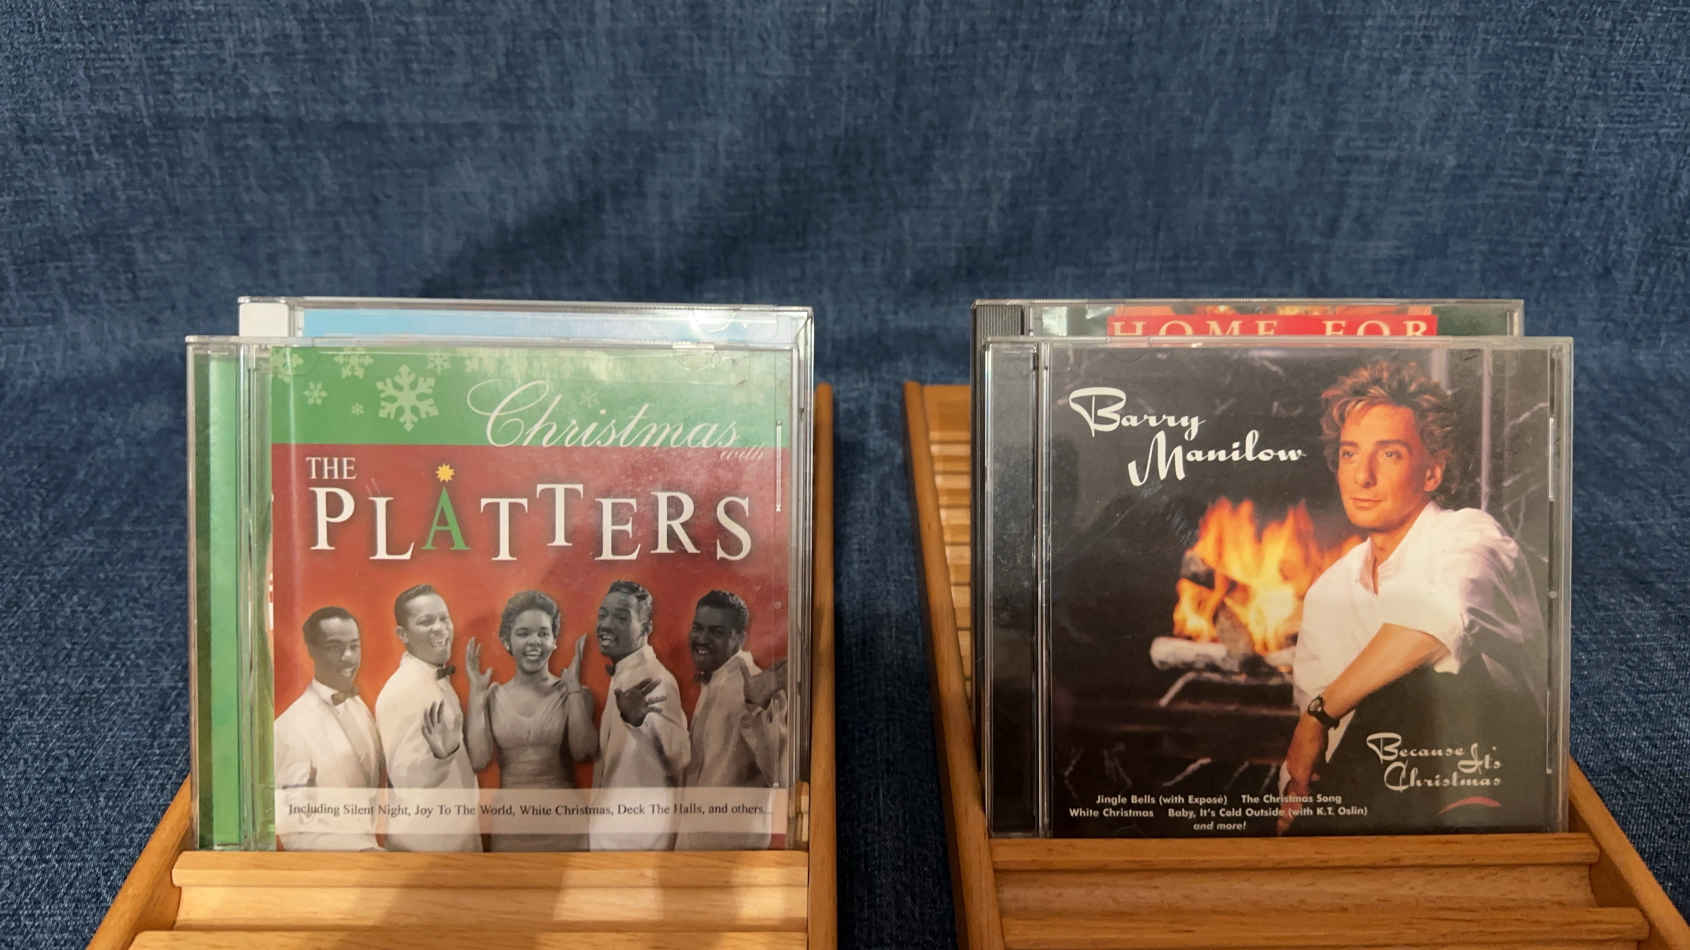 Christmas
with
THE
PLATTERS
Including Silent Night, Joy To The World, White Christmas, Deck The Halls, and others...
HOME FOR
Barry
Manilow
Because It's
Christmas
Jingle Bells (with Exposé) The Christmas Song
White Christmas Baby, It's Cold Outside (with K.T. Oslin)
and more!